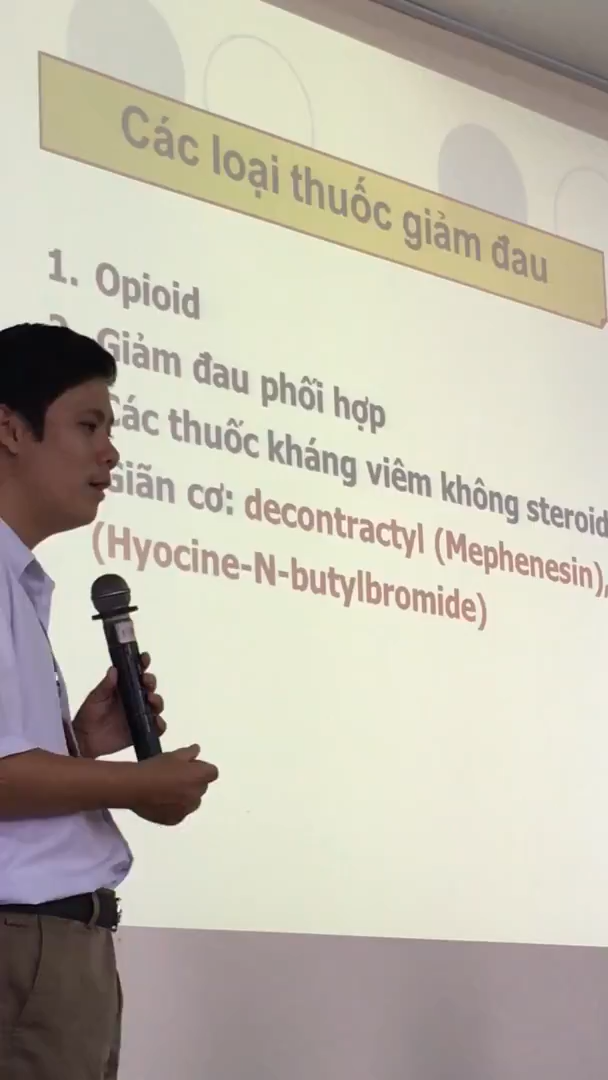 Các loại thuốc giảm đau
1. Opioid
Giảm đau phối hợp
Các thuốc kháng viêm không steroid
Giãn cơ: decontractyl (Mephenesin),
(Hyocine-N-butylbromide)